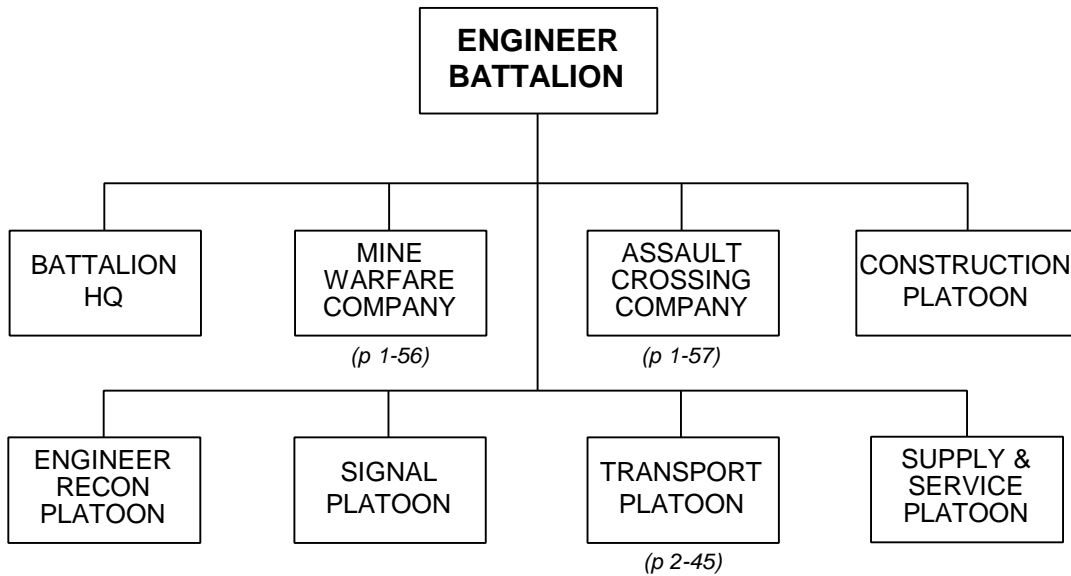 ENGINEER
BATTALION
BATTALION
HQ
MINE
WARFARE
COMPANY
(p 1-56)
ASSAULT
CROSSING
COMPANY
(p 1-57)
CONSTRUCTION
PLATOON
ENGINEER
RECON
PLATOON
SIGNAL
PLATOON
TRANSPORT
PLATOON
(p 2-45)
SUPPLY &
SERVICE
PLATOON